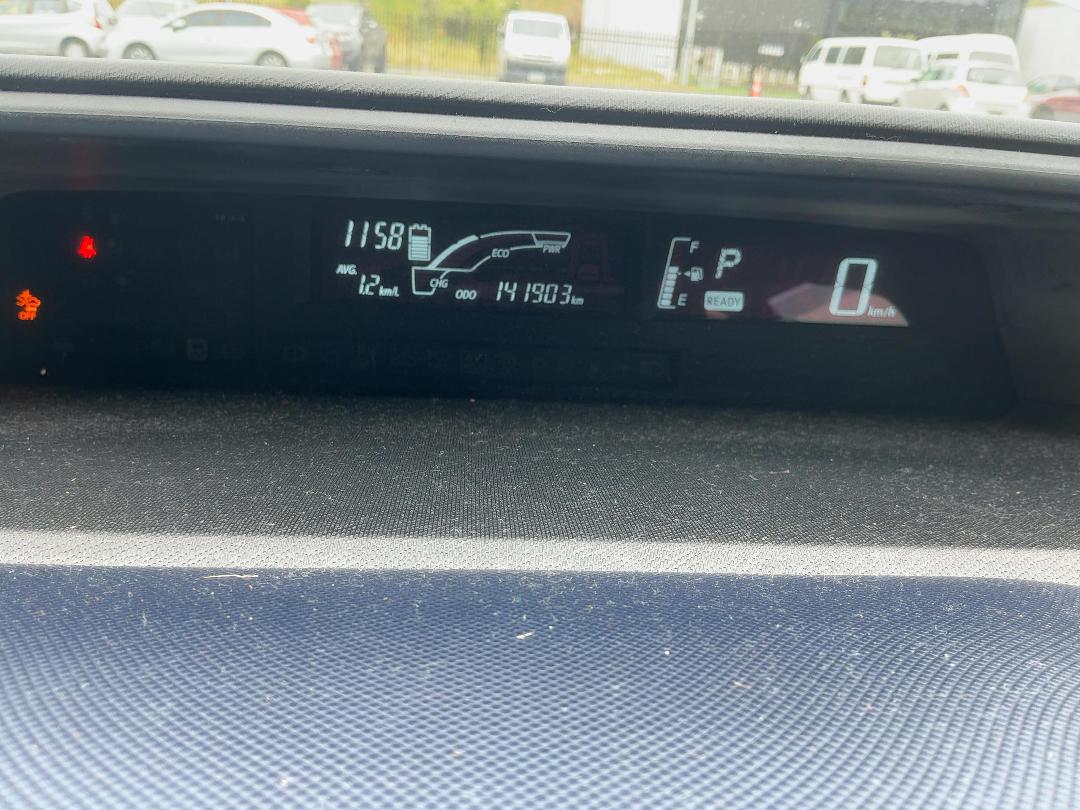 1158
ECO
PWR
F
P
AVG.
1.2 km/L
CHG
ODO 141903 km
E
READY
0 km/h
OFF